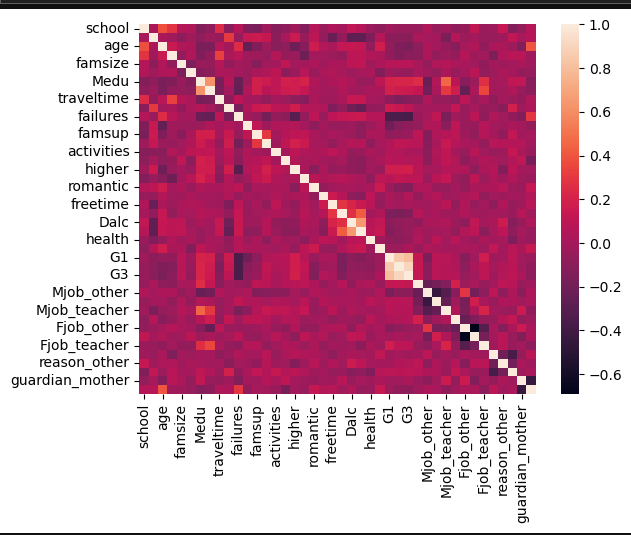 school
age
famsize
Medu
traveltime
failures
famsup
activities
higher
romantic
freetime
Dalc
health
G1
G3
Mjob_other
Mjob_teacher
Fjob_other
Fjob_teacher
reason_other
guardian_mother
school
age
famsize
Medu
traveltime
failures
famsup
activities
higher
romantic
freetime
Dalc
health
G1
G3
Mjob_other
Mjob_teacher
Fjob_other
Fjob_teacher
reason_other
guardian_mother
1.0
0.8
0.6
0.4
0.2
0.0
−0.2
−0.4
−0.6